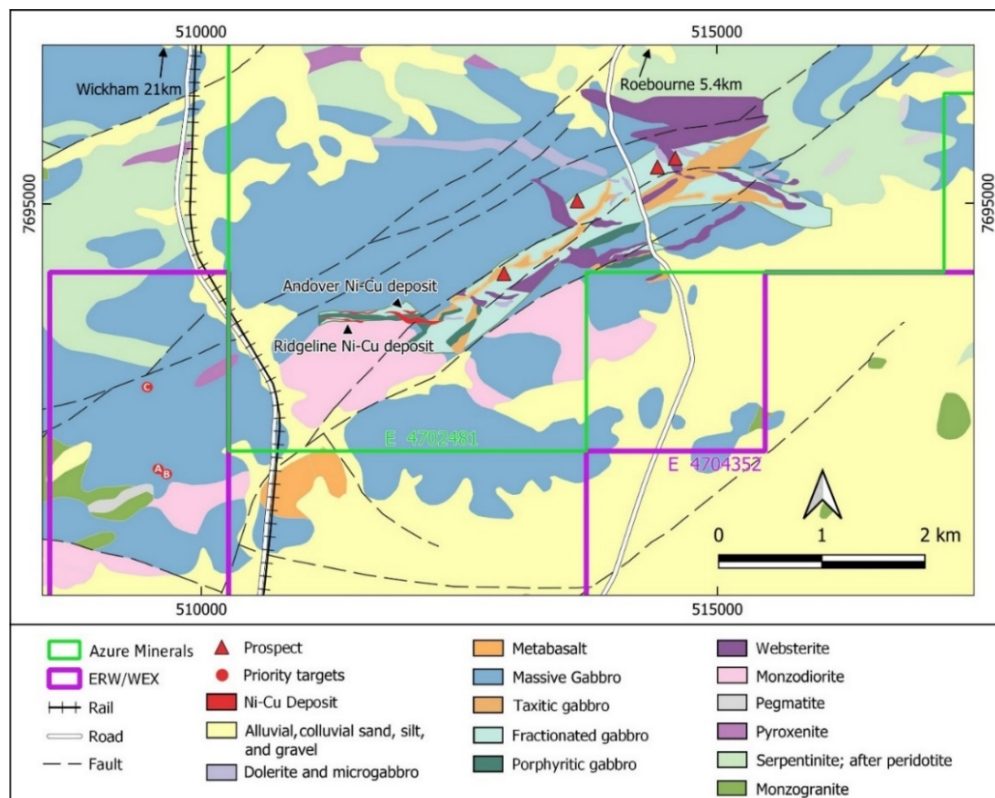 510000
515000
Wickham 21km
Roebourne 5.4km
7695000
7695000
Andover Ni-Cu deposit
Ridgeline Ni-Cu deposit
C
A B
E 4702481
E 4704352
0 1 2 km
510000
515000
Azure Minerals
ERW/WEX
Rail
Road
Fault
Prospect
Priority targets
Ni-Cu Deposit
Alluvial,colluvial sand, silt,
and gravel
Dolerite and microgabbro
Metabasalt
Massive Gabbro
Taxitic gabbro
Fractionated gabbro
Porphyritic gabbro
Websterite
Monzodiorite
Pegmatite
Pyroxenite
Serpentinite; after peridotite
Monzogranite